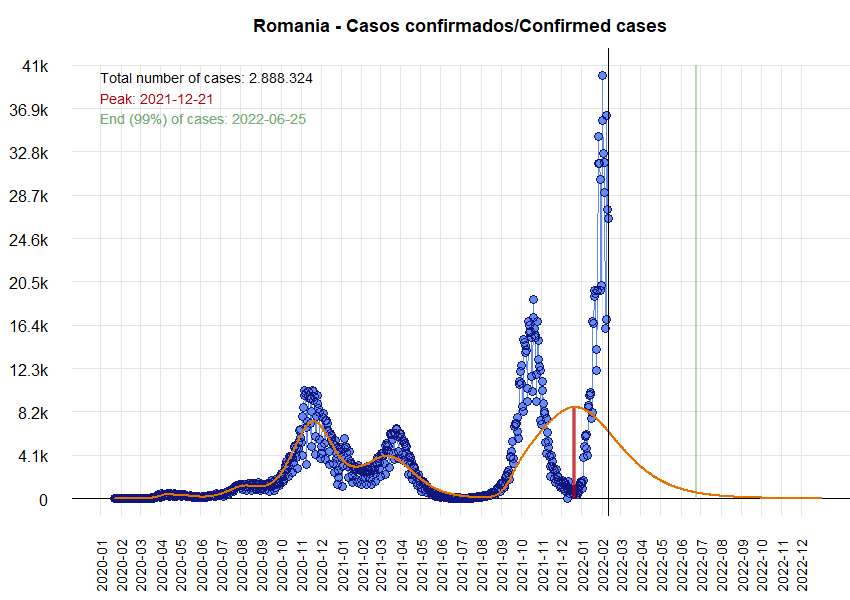 Romania - Casos confirmados/Confirmed cases
Total number of cases: 2.888.324
Peak: 2021-12-21
End (99%) of cases: 2022-06-25
41k
36.9k
32.8k
28.7k
24.6k
20.5k
16.4k
12.3k
8.2k
4.1k
0
2020-01
2020-02
2020-03
2020-04
2020-05
2020-06
2020-07
2020-08
2020-09
2020-10
2020-11
2020-12
2021-01
2021-02
2021-03
2021-04
2021-05
2021-06
2021-07
2021-08
2021-09
2021-10
2021-11
2021-12
2022-01
2022-02
2022-03
2022-04
2022-05
2022-06
2022-07
2022-08
2022-09
2022-10
2022-11
2022-12